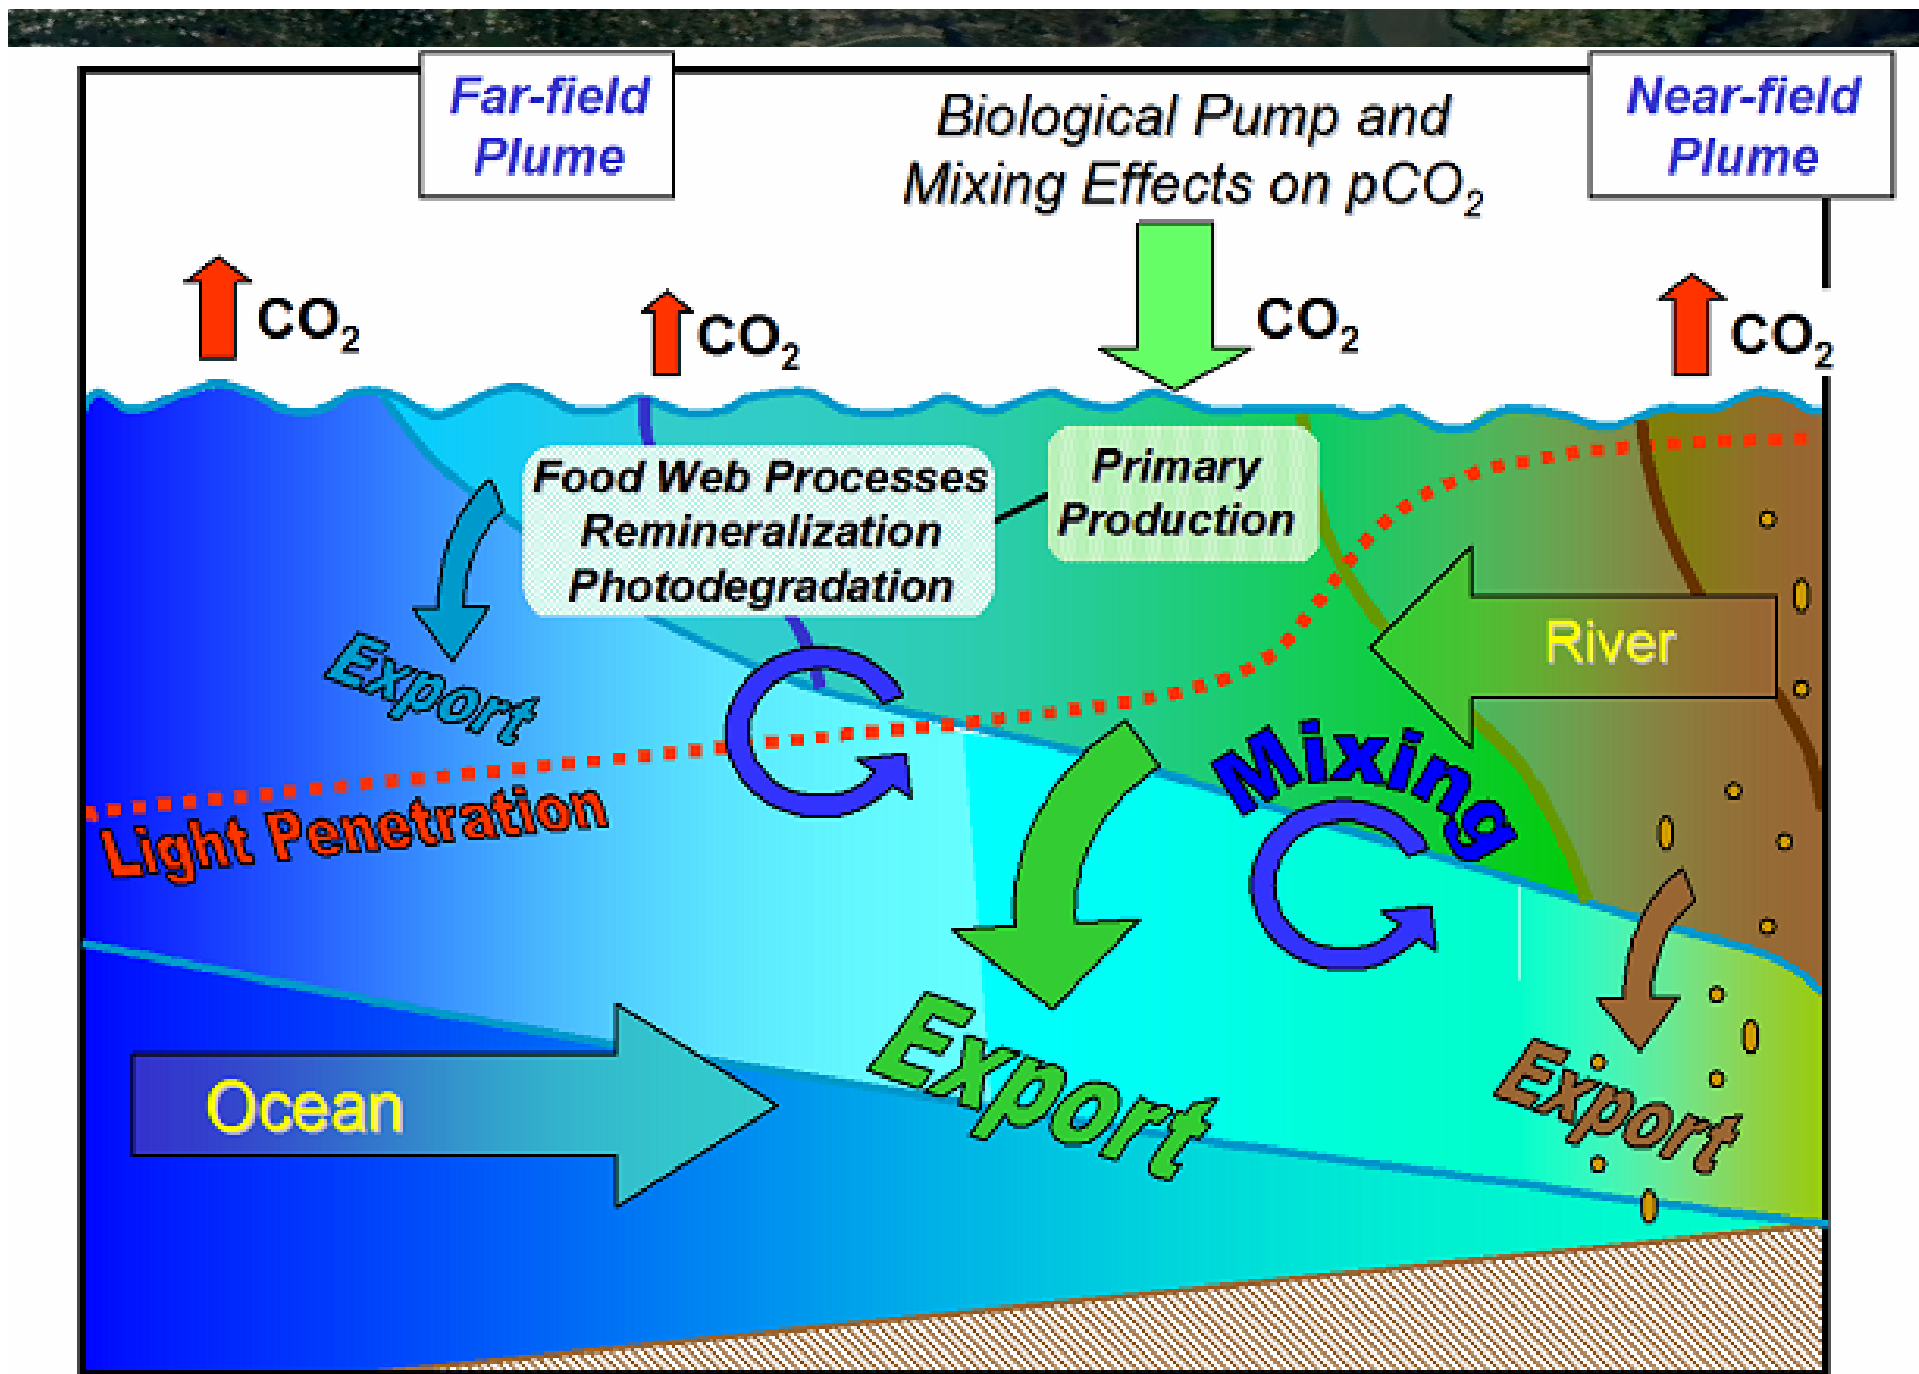 Far-field
Plume
Biological Pump and
Mixing Effects on pCO₂
Near-field
Plume
CO₂
CO₂
CO₂
CO₂
Food Web Processes
Remineralization
Photodegradation
Primary
Production
River
Export
Mixing
Light Penetration
Export
Export
Ocean